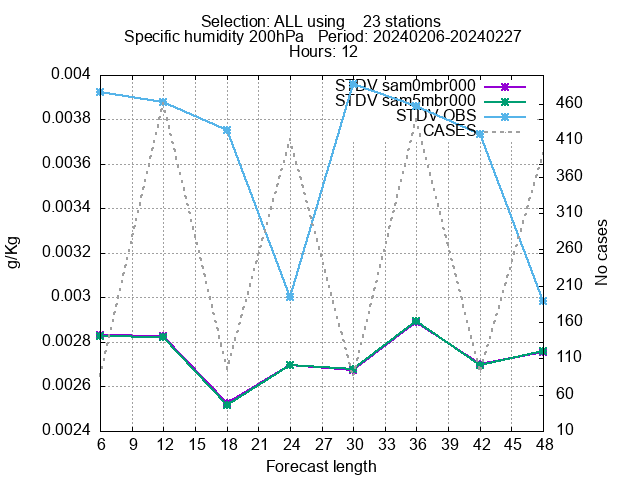 Selection: ALL using    23 stations
Specific humidity 200hPa   Period: 20240206-20240227
Hours: 12
STDV sam0mbr000
STDV sam5mbr000
STDV OBS
CASES
0.004
0.0038
0.0036
0.0034
0.0032
0.003
0.0028
0.0026
0.0024
g/Kg
460
410
360
310
260
210
160
110
60
10
No cases
6 9 12 15 18 21 24 27 30 33 36 39 42 45 48
Forecast length